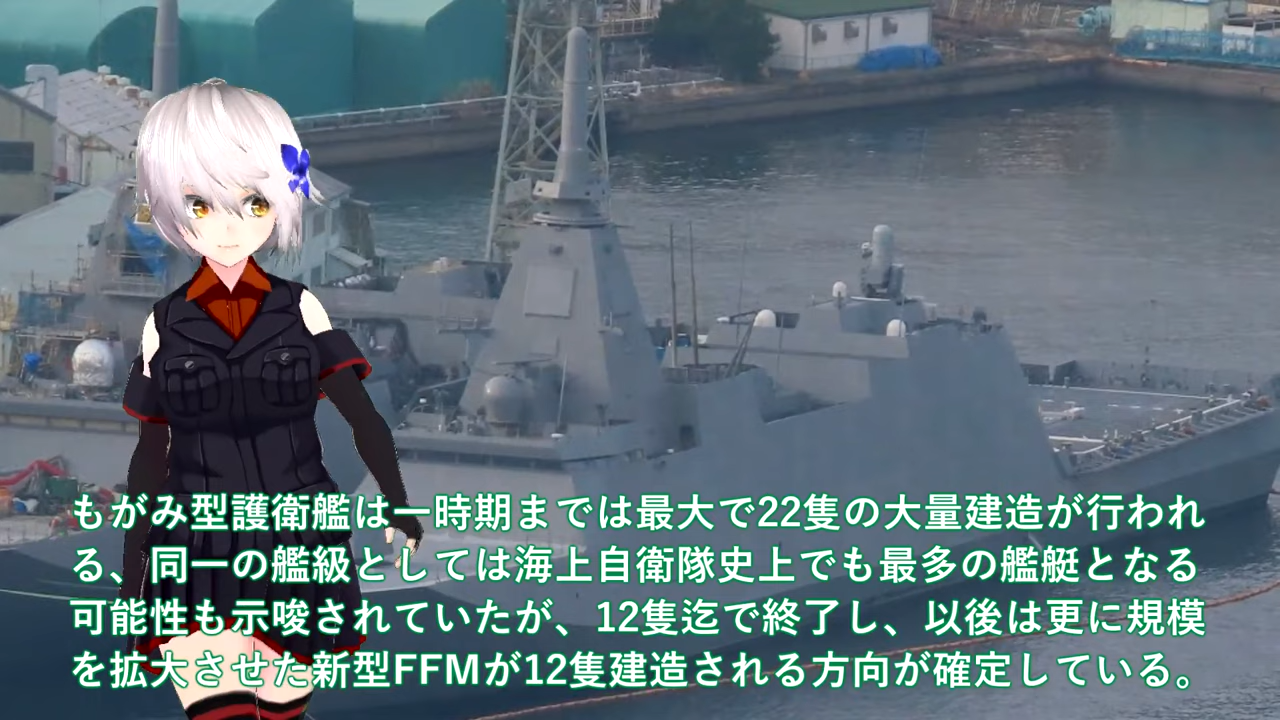 もがみ型護衛艦は一時期までは最大で22隻の大量建造が行われ
る、同一の艦級としては海上自衛隊史上でも最多の艦艇となる
可能性も示唆されていたが、12隻迄で終了し、以後は更に規模
を拡大させた新型FFMが12隻建造される方向が確定している。